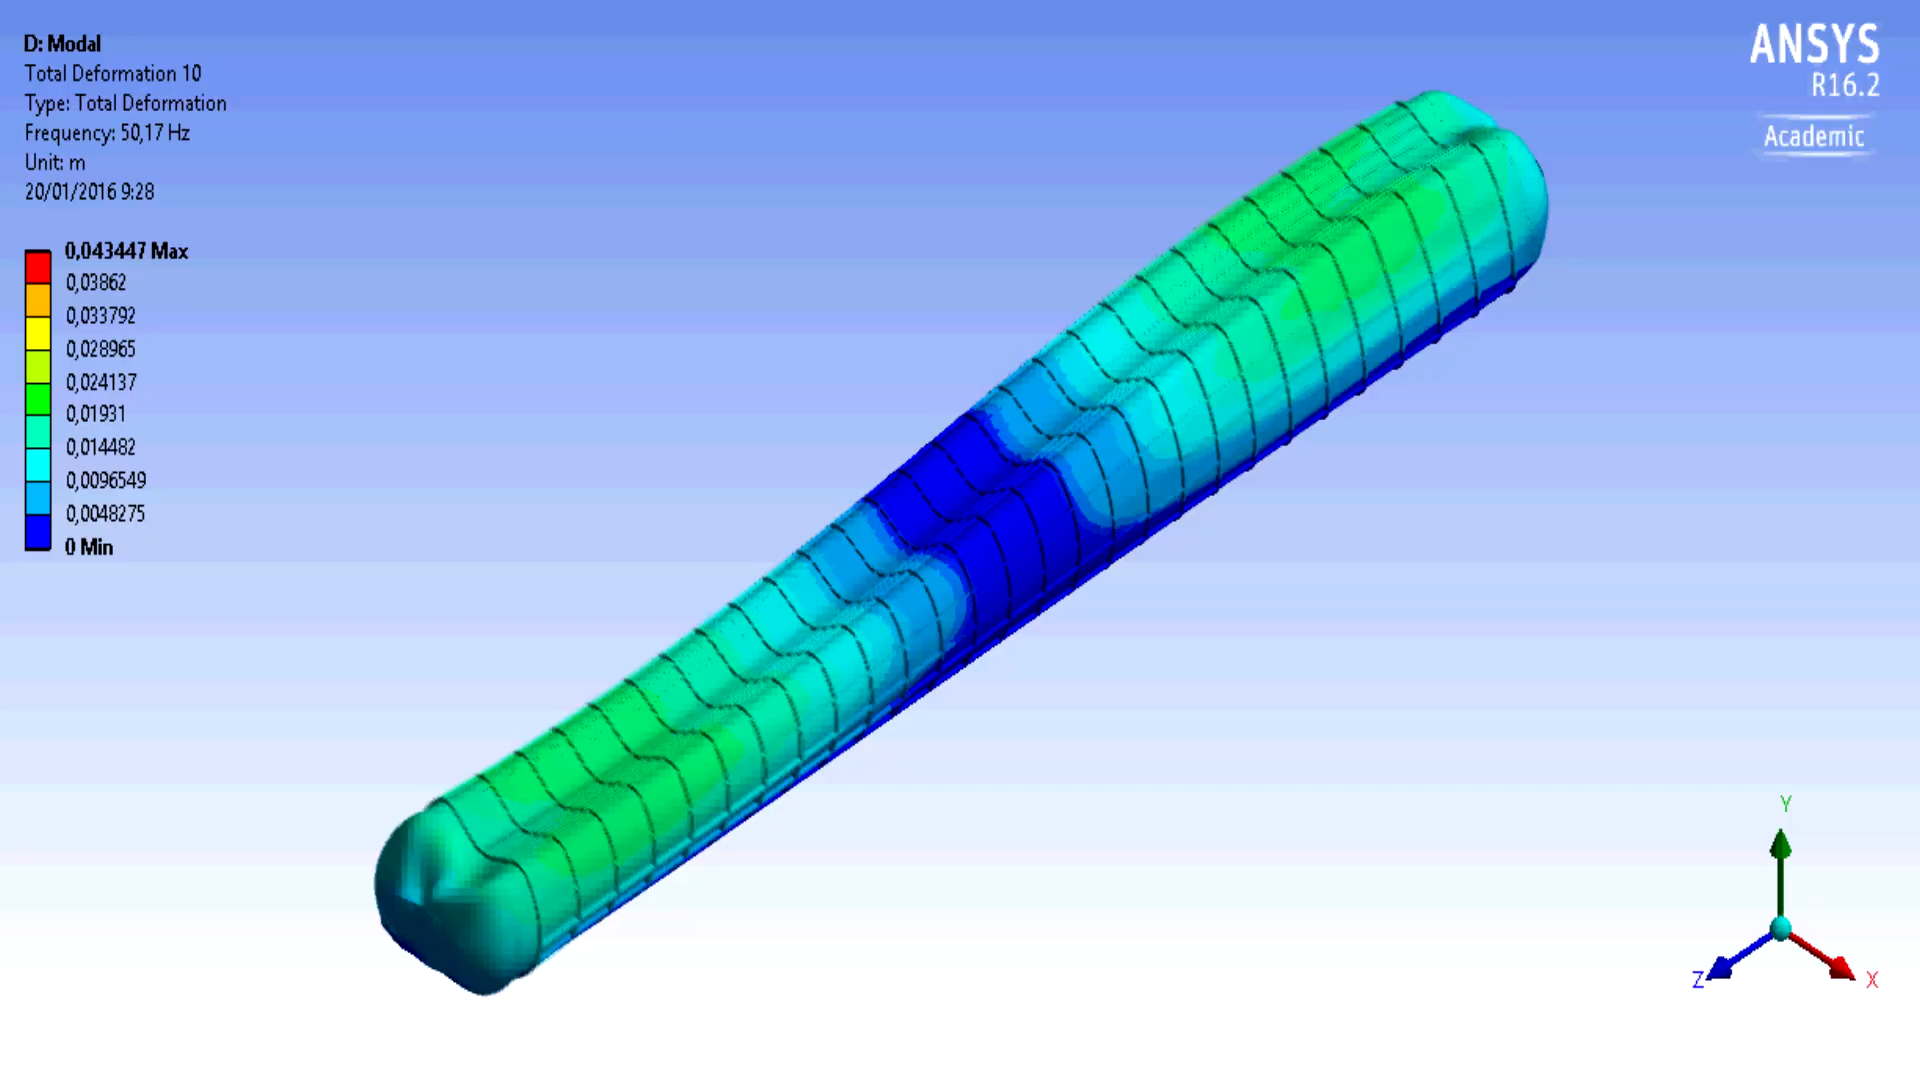 D: Modal
Total Deformation 10
Type: Total Deformation
Frequency: 50,17 Hz
Unit: m
20/01/2016 9:28
0,043447 Max
0,03862
0,033792
0,028965
0,024137
0,01931
0,014482
0,0096549
0,0048275
0 Min
ANSYS
R16.2
Academic
Y
Z
X